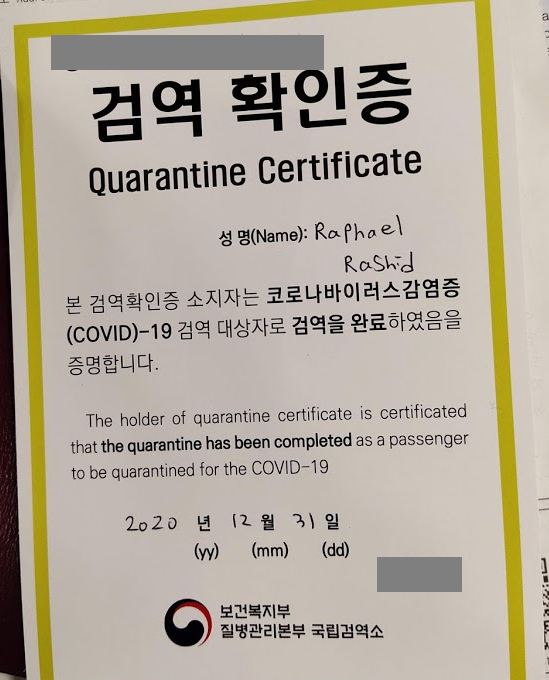 검역 확인증
Quarantine Certificate
성 명(Name): Raphael
Rashid
본 검역확인증 소지자는 코로나바이러스감염증
(COVID)-19 검역 대상자로 검역을 완료하였음을
증명합니다.
The holder of quarantine certificate is certificated
that the quarantine has been completed as a passenger
to be quarantined for the COVID-19
2020 년 12 월 31 일
(yy) (mm) (dd)
보건복지부
질병관리본부 국립검역소